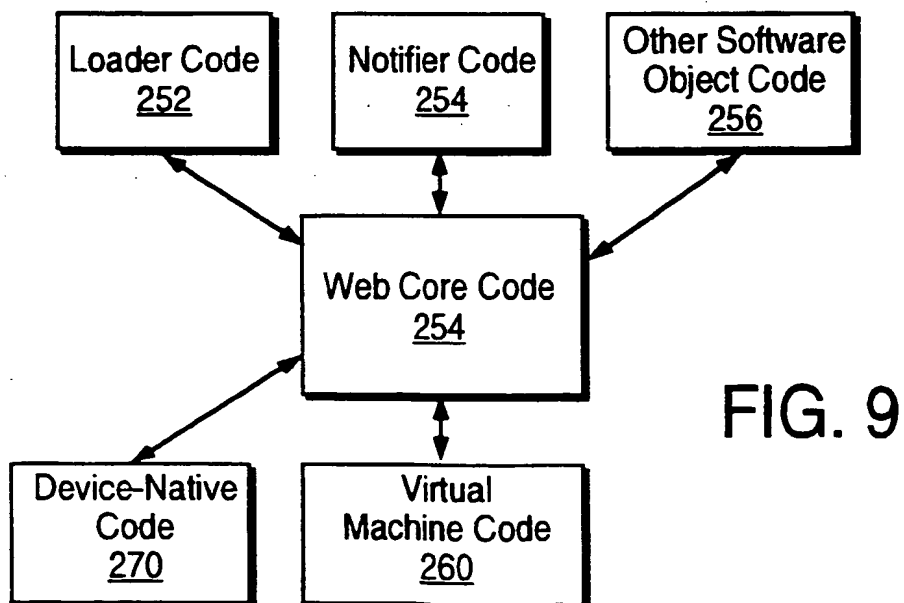 Loader Code
252
Notifier Code
254
Other Software
Object Code
256
Web Core Code
254
FIG. 9
Device-Native
Code
270
Virtual
Machine Code
260